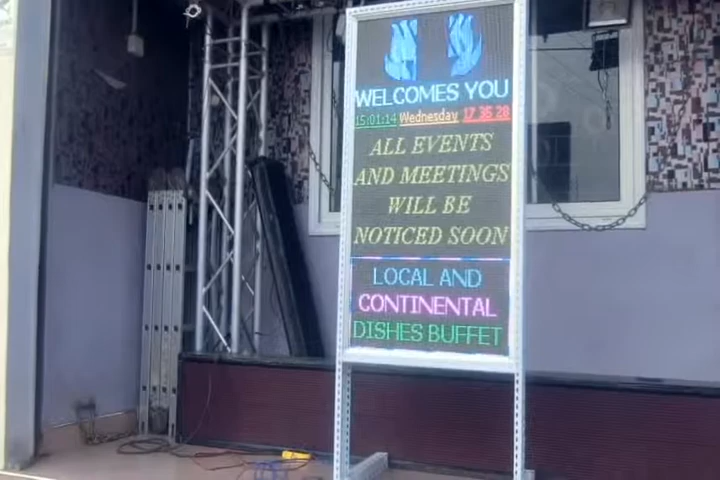 WELCOMES YOU
15:01:14 Wednesday 17 35 28
ALL EVENTS
AND MEETINGS
WILL BE
NOTICED SOON
LOCAL AND
CONTINENTAL
DISHES BUFFET